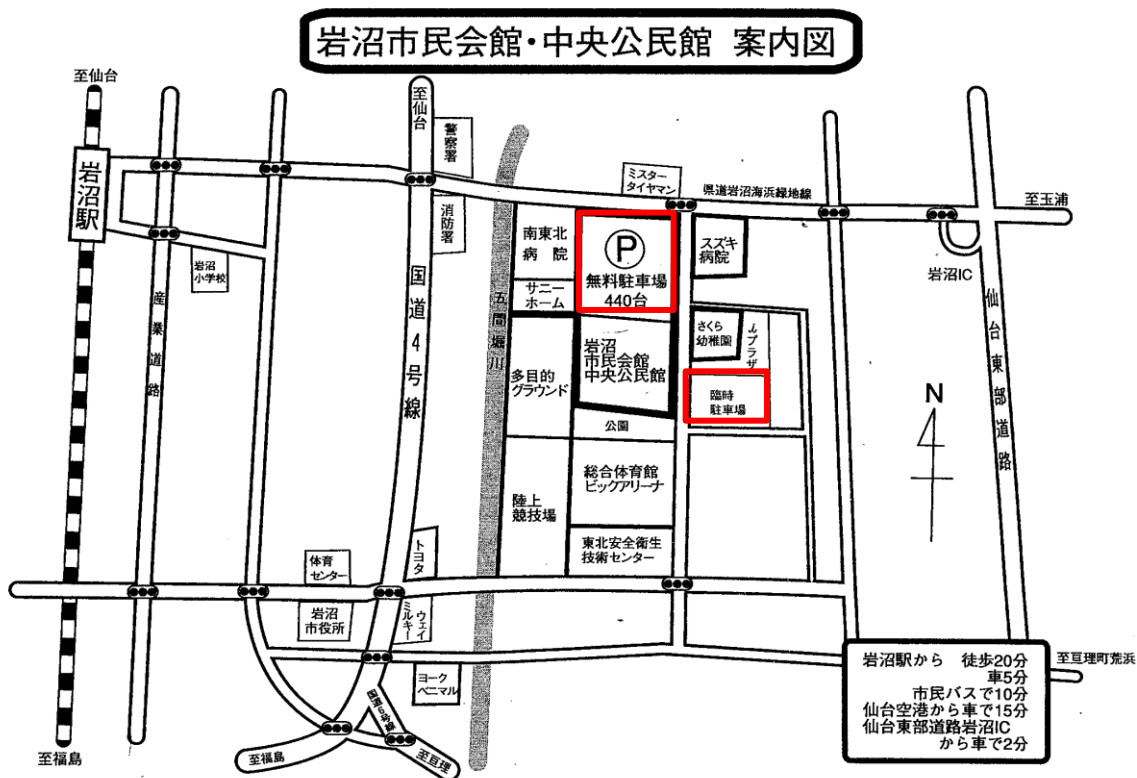 岩沼市民会館・中央公民館 案内図
至仙台
至仙台
警察署
岩沼駅
ミスター
タイヤマン
県道岩沼海浜緑地線
至玉浦
消防署
南東北
病院
P
無料駐車場
440台
スズキ
病院
岩沼IC
岩沼
小学校
サニー
ホーム
産業道路
国道4号線
五間堀川
仙台東部道路
さくら
幼稚園
岩沼
市民会館
中央公民館
多目的
グラウンド
臨時
駐車場
N
公園
総合体育館
ビックアリーナ
陸上
競技場
東北安全衛生
技術センター
トヨタ
体育
センター
岩沼
市役所
ミルキー
ウェイ
ヨーク
ベニマル
国道6号線
至福島
至福島
至亘理
至亘理町荒浜
岩沼駅から 徒歩20分
車5分
市民バスで10分
仙台空港から車で15分
仙台東部道路岩沼IC
から車で2分